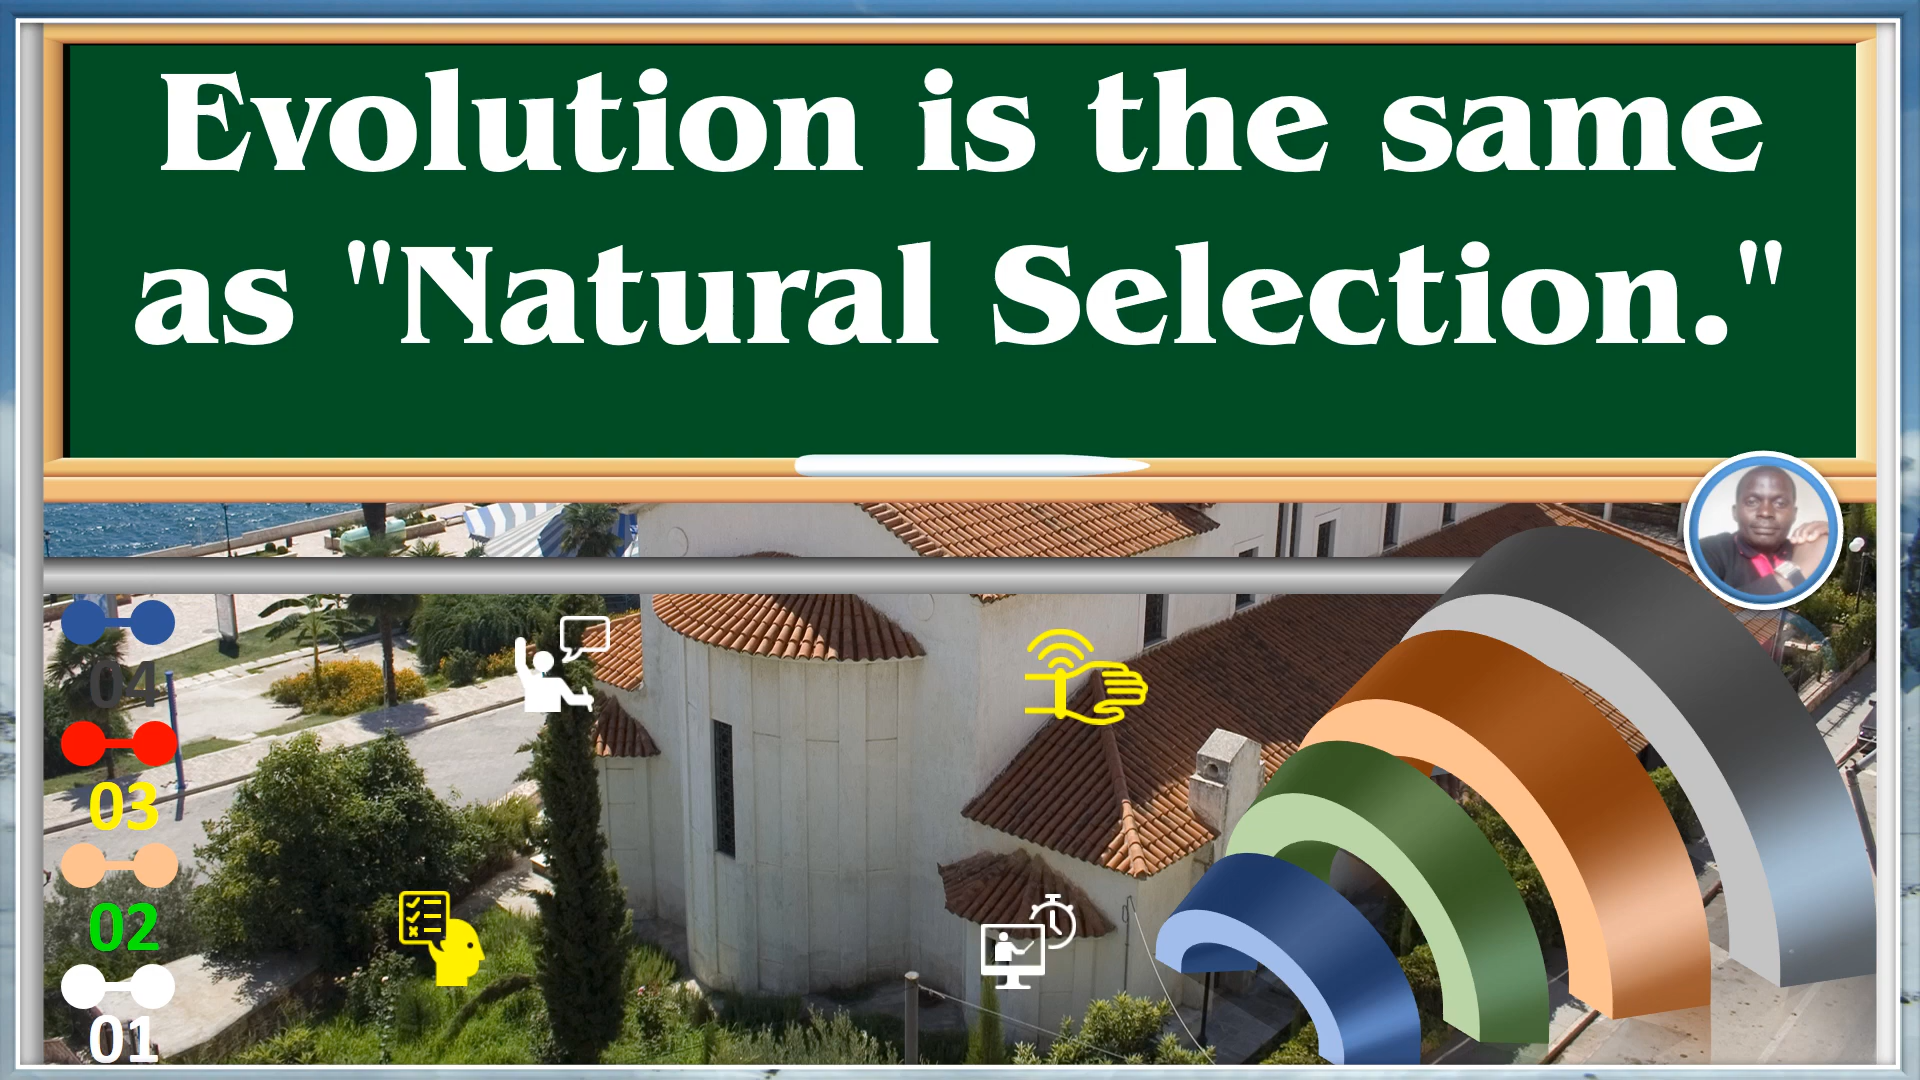 Evolution is the same
as "Natural Selection."
04
03
02
01